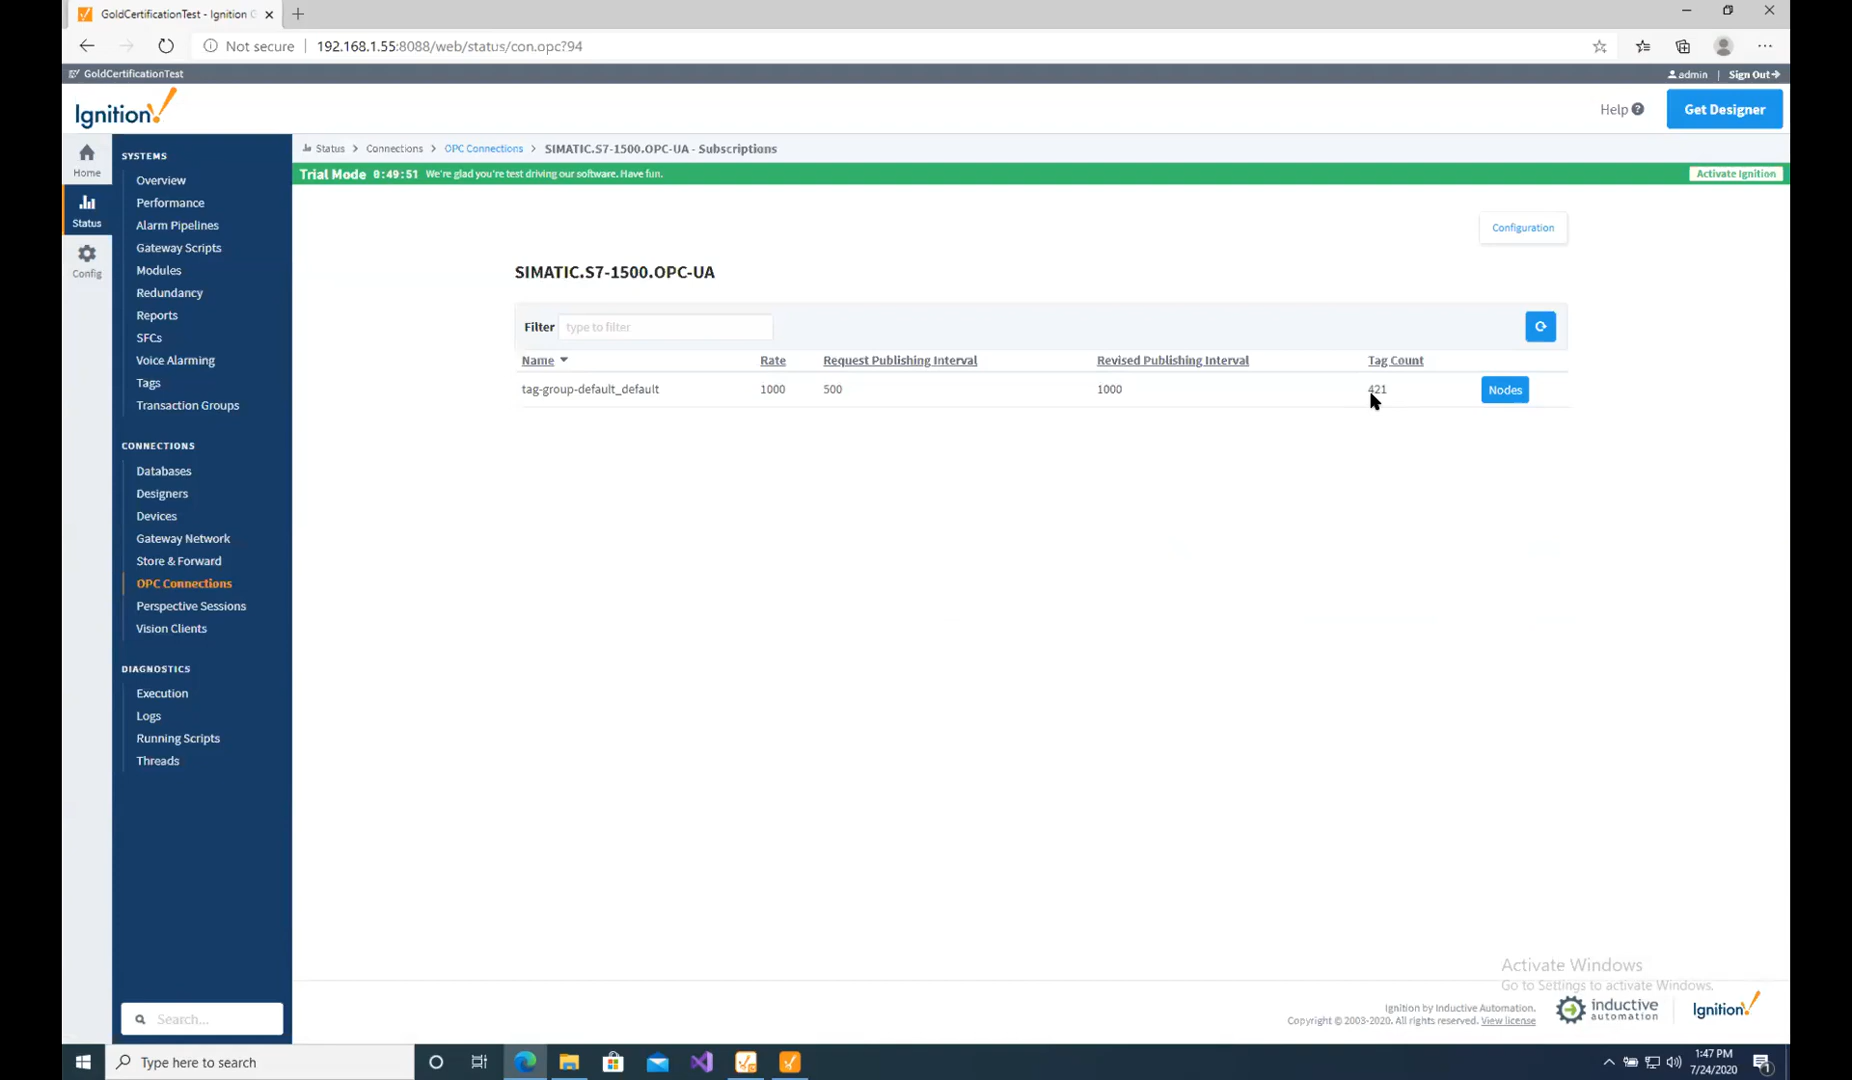 GoldCertificationTest - Ignition G
Not secure
192.168.1.55:8088/web/status/con.opc?94
GoldCertificationTest
admin | Sign Out
Ignition!
Help ?
Get Designer
Home
Status
Config
SYSTEMS
Overview
Performance
Alarm Pipelines
Gateway Scripts
Modules
Redundancy
Reports
SFCs
Voice Alarming
Tags
Transaction Groups
CONNECTIONS
Databases
Designers
Devices
Gateway Network
Store & Forward
OPC Connections
Perspective Sessions
Vision Clients
DIAGNOSTICS
Execution
Logs
Running Scripts
Threads
Search...
Status > Connections > OPC Connections > SIMATIC.S7-1500.OPC-UA - Subscriptions
Trial Mode 0:49:51 We're glad you're test driving our software. Have fun.
Activate Ignition
Configuration
SIMATIC.S7-1500.OPC-UA
Filter type to filter
Name Rate Request Publishing Interval Revised Publishing Interval Tag Count
tag-group-default_default 1000 500 1000 421 Nodes
Activate Windows
Go to Settings to activate Windows.
Ignition by Inductive Automation.
Copyright © 2003-2020. All rights reserved. View license
inductive
automation
Ignition!
Type here to search
1:47 PM
7/24/2020